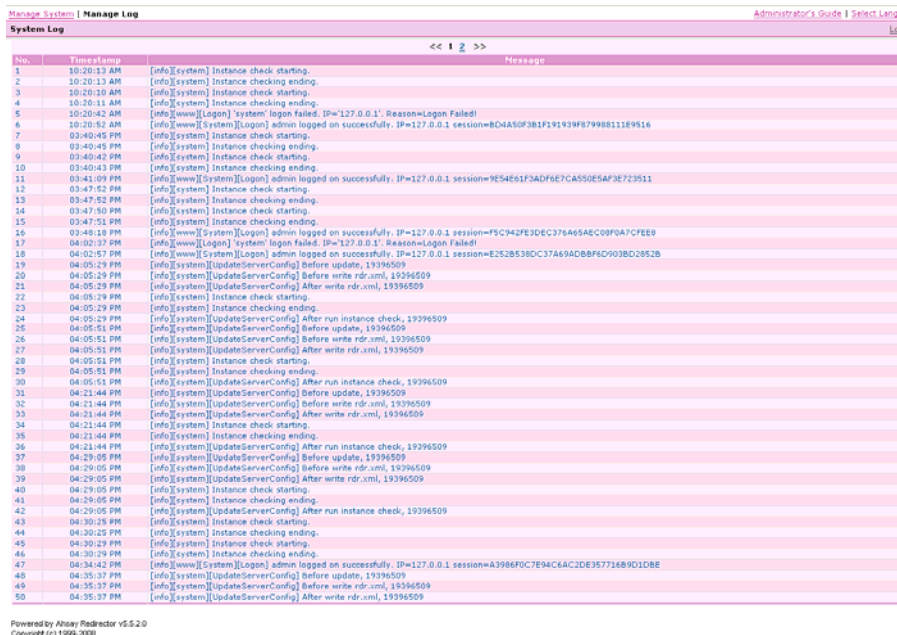 Manage System | Manage Log
Administrator's Guide | Select Lang
System Log
<< 1 2 >>
No. Timestamp Message
1 10:20:13 AM [info][system] Instance check starting.
2 10:20:13 AM [info][system] Instance checking ending.
3 10:20:10 AM [info][system] Instance check starting.
4 10:20:11 AM [info][system] Instance checking ending.
5 10:20:42 AM [info][www][Logon] 'system' logon failed. IP='127.0.0.1'. Reason=Logon Failed!
6 10:20:52 AM [info][www][System][Logon] admin logged on successfully. IP=127.0.0.1 session=BD4A50F3B1F191939F879988111E9516
7 03:40:45 PM [info][system] Instance check starting.
8 03:40:45 PM [info][system] Instance checking ending.
9 03:40:42 PM [info][system] Instance check starting.
10 03:40:43 PM [info][system] Instance checking ending.
11 03:41:09 PM [info][www][System][Logon] admin logged on successfully. IP=127.0.0.1 session=9E54E61F3ADF6E7CA550E5AF3E723511
12 03:47:52 PM [info][system] Instance check starting.
13 03:47:52 PM [info][system] Instance checking ending.
14 03:47:50 PM [info][system] Instance check starting.
15 03:47:51 PM [info][system] Instance checking ending.
16 03:48:18 PM [info][www][System][Logon] admin logged on successfully. IP=127.0.0.1 session=F5C942FE3DEC376A65AEC08F0A7CFEE8
17 04:02:37 PM [info][www][Logon] 'system' logon failed. IP='127.0.0.1'. Reason=Logon Failed!
18 04:02:57 PM [info][www][System][Logon] admin logged on successfully. IP=127.0.0.1 session=E252B538DC37A69ADBBF6D903BD2852B
19 04:05:29 PM [info][system][UpdateServerConfig] Before update, 19396509
20 04:05:29 PM [info][system][UpdateServerConfig] Before write rdr.xml, 19396509
21 04:05:29 PM [info][system][UpdateServerConfig] After write rdr.xml, 19396509
22 04:05:29 PM [info][system] Instance check starting.
23 04:05:29 PM [info][system] Instance checking ending.
24 04:05:29 PM [info][system][UpdateServerConfig] After run instance check, 19396509
25 04:05:51 PM [info][system][UpdateServerConfig] Before update, 19396509
26 04:05:51 PM [info][system][UpdateServerConfig] Before write rdr.xml, 19396509
27 04:05:51 PM [info][system][UpdateServerConfig] After write rdr.xml, 19396509
28 04:05:51 PM [info][system] Instance check starting.
29 04:05:51 PM [info][system] Instance checking ending.
30 04:05:51 PM [info][system][UpdateServerConfig] After run instance check, 19396509
31 04:21:44 PM [info][system][UpdateServerConfig] Before update, 19396509
32 04:21:44 PM [info][system][UpdateServerConfig] Before write rdr.xml, 19396509
33 04:21:44 PM [info][system][UpdateServerConfig] After write rdr.xml, 19396509
34 04:21:44 PM [info][system] Instance check starting.
35 04:21:44 PM [info][system] Instance checking ending.
36 04:21:44 PM [info][system][UpdateServerConfig] After run instance check, 19396509
37 04:29:05 PM [info][system][UpdateServerConfig] Before update, 19396509
38 04:29:05 PM [info][system][UpdateServerConfig] Before write rdr.xml, 19396509
39 04:29:05 PM [info][system][UpdateServerConfig] After write rdr.xml, 19396509
40 04:29:05 PM [info][system] Instance check starting.
41 04:29:05 PM [info][system] Instance checking ending.
42 04:29:05 PM [info][system][UpdateServerConfig] After run instance check, 19396509
43 04:30:25 PM [info][system] Instance check starting.
44 04:30:25 PM [info][system] Instance checking ending.
45 04:30:29 PM [info][system] Instance check starting.
46 04:30:29 PM [info][system] Instance checking ending.
47 04:34:42 PM [info][www][System][Logon] admin logged on successfully. IP=127.0.0.1 session=A3986F0C7E94C6AC2DE357716B9D1DBE
48 04:35:37 PM [info][system][UpdateServerConfig] Before update, 19396509
49 04:35:37 PM [info][system][UpdateServerConfig] Before write rdr.xml, 19396509
50 04:35:37 PM [info][system][UpdateServerConfig] After write rdr.xml, 19396509
Powered by Ahsay Redirector v5.5.2.0
Copyright (c) 1999-2008